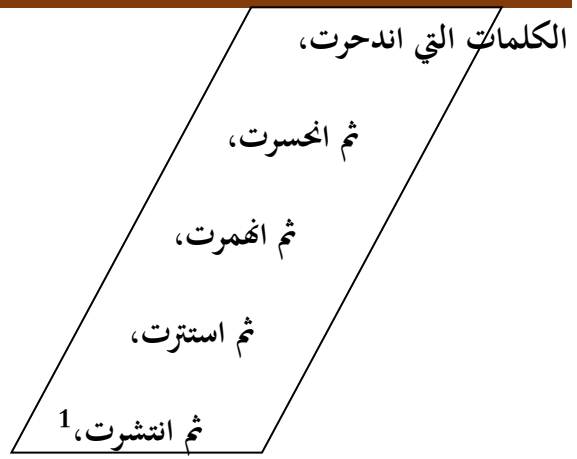 الكلمات التي اندحرت،
ثم انحسرت،
ثم انهمرت،
ثم استترت،
ثم انتشرت،1